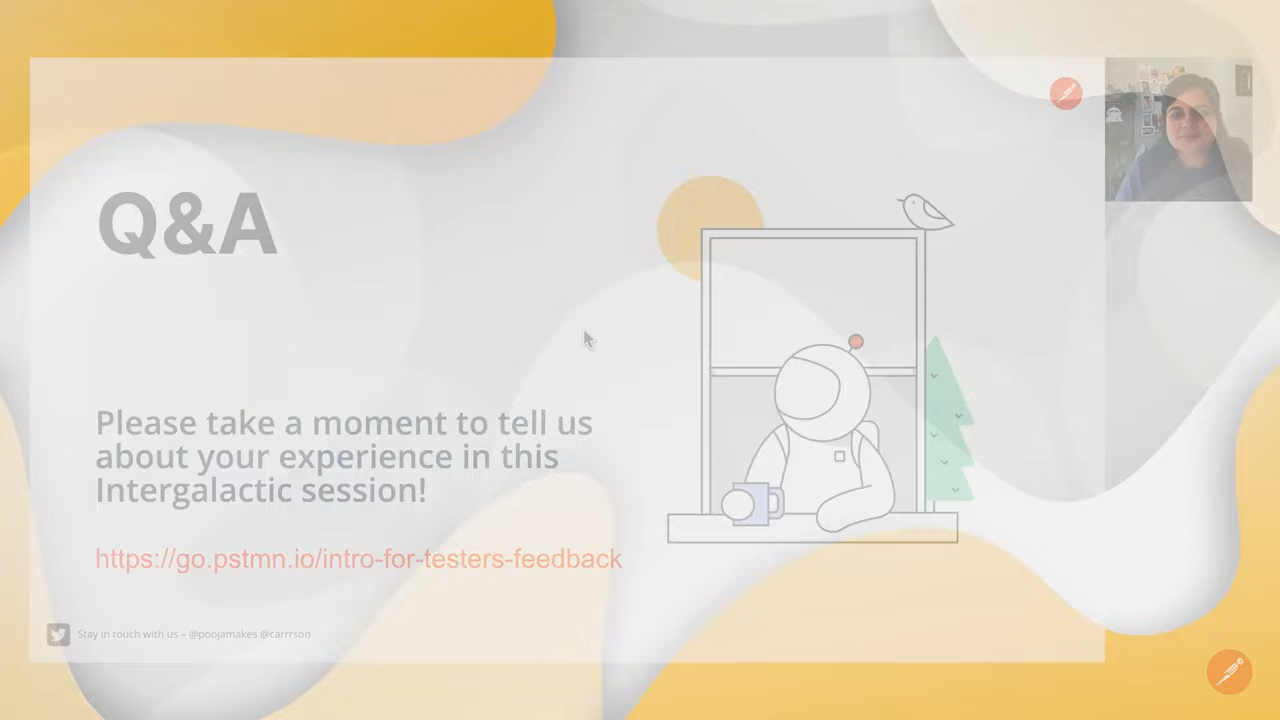 Q&A
Please take a moment to tell us
about your experience in this
Intergalactic session!
https://go.pstmn.io/intro-for-testers-feedback
Stay in touch with us – @poojamakes @carrrson